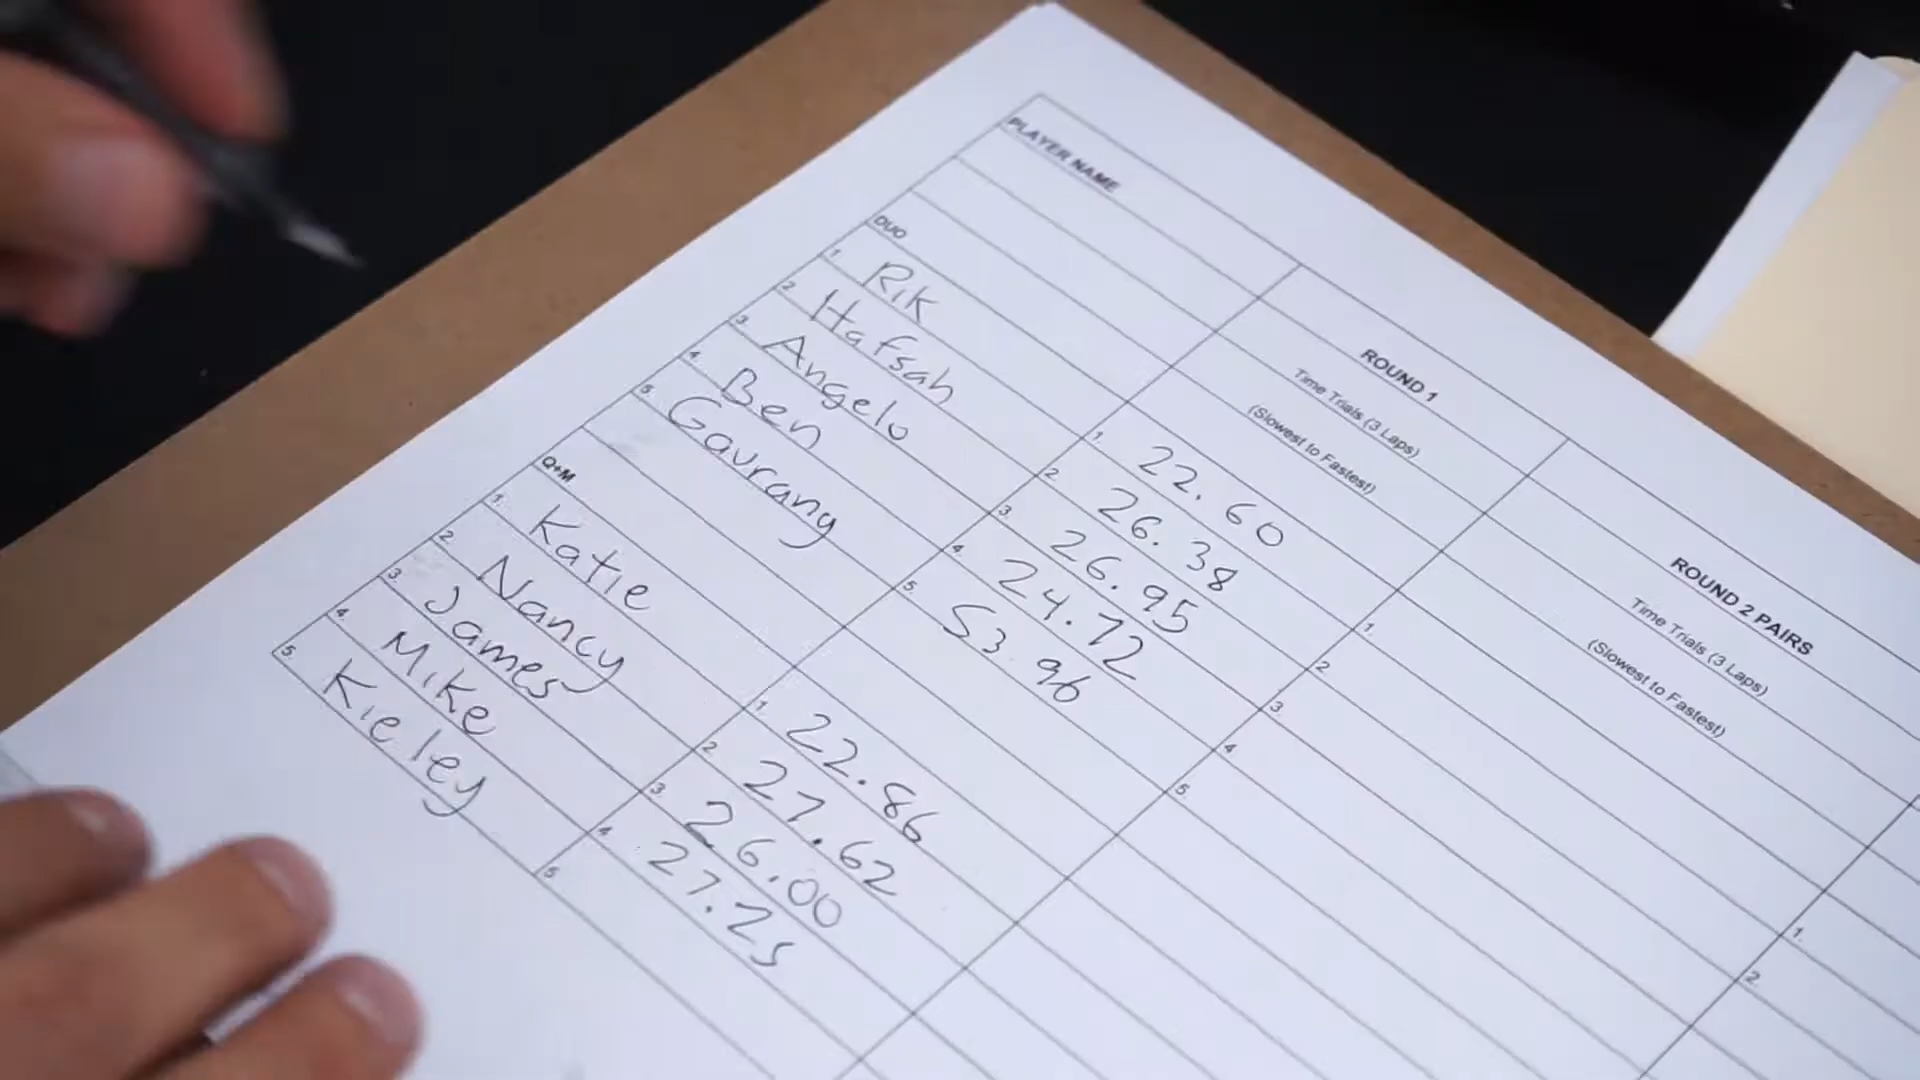 PLAYER NAME
ROUND 1
Time Trials (3 Laps)
(Slowest to Fastest)
ROUND 2 PAIRS
Time Trials (3 Laps)
(Slowest to Fastest)
DUO
1. Rik 1. 22.60 1.
2. Hafsah 2. 26.38 2
3. Angelo 3. 26.95 3.
4. Ben 4. 24.72 4
5. Gaurang 5. 53.96 5.
Q+M
1. Katie 1. 22.86 1.
2. Nancy 2 27.62 2.
3. James 3. 26.00
4. Mike 4. 27.25
5. Kieley 5